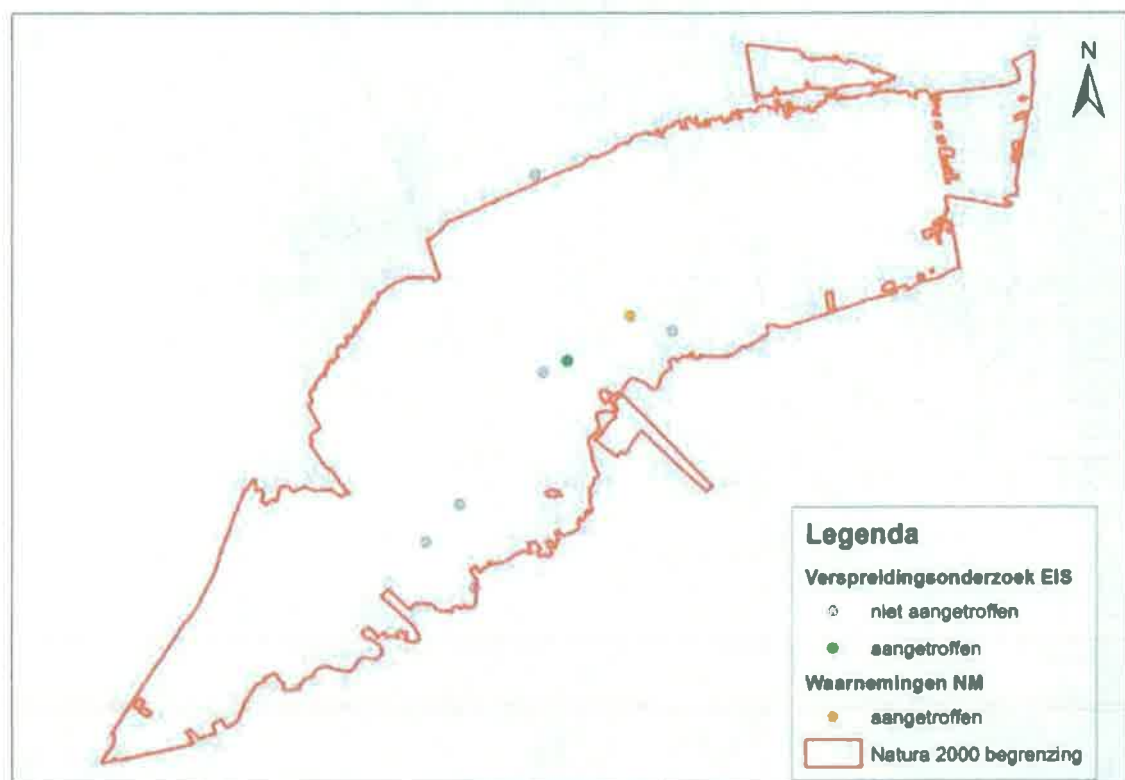 N
Legenda
Verspreidingsonderzoek EIS
niet aangetroffen
aangetroffen
Waarnemingen NM
aangetroffen
Natura 2000 begrenzing